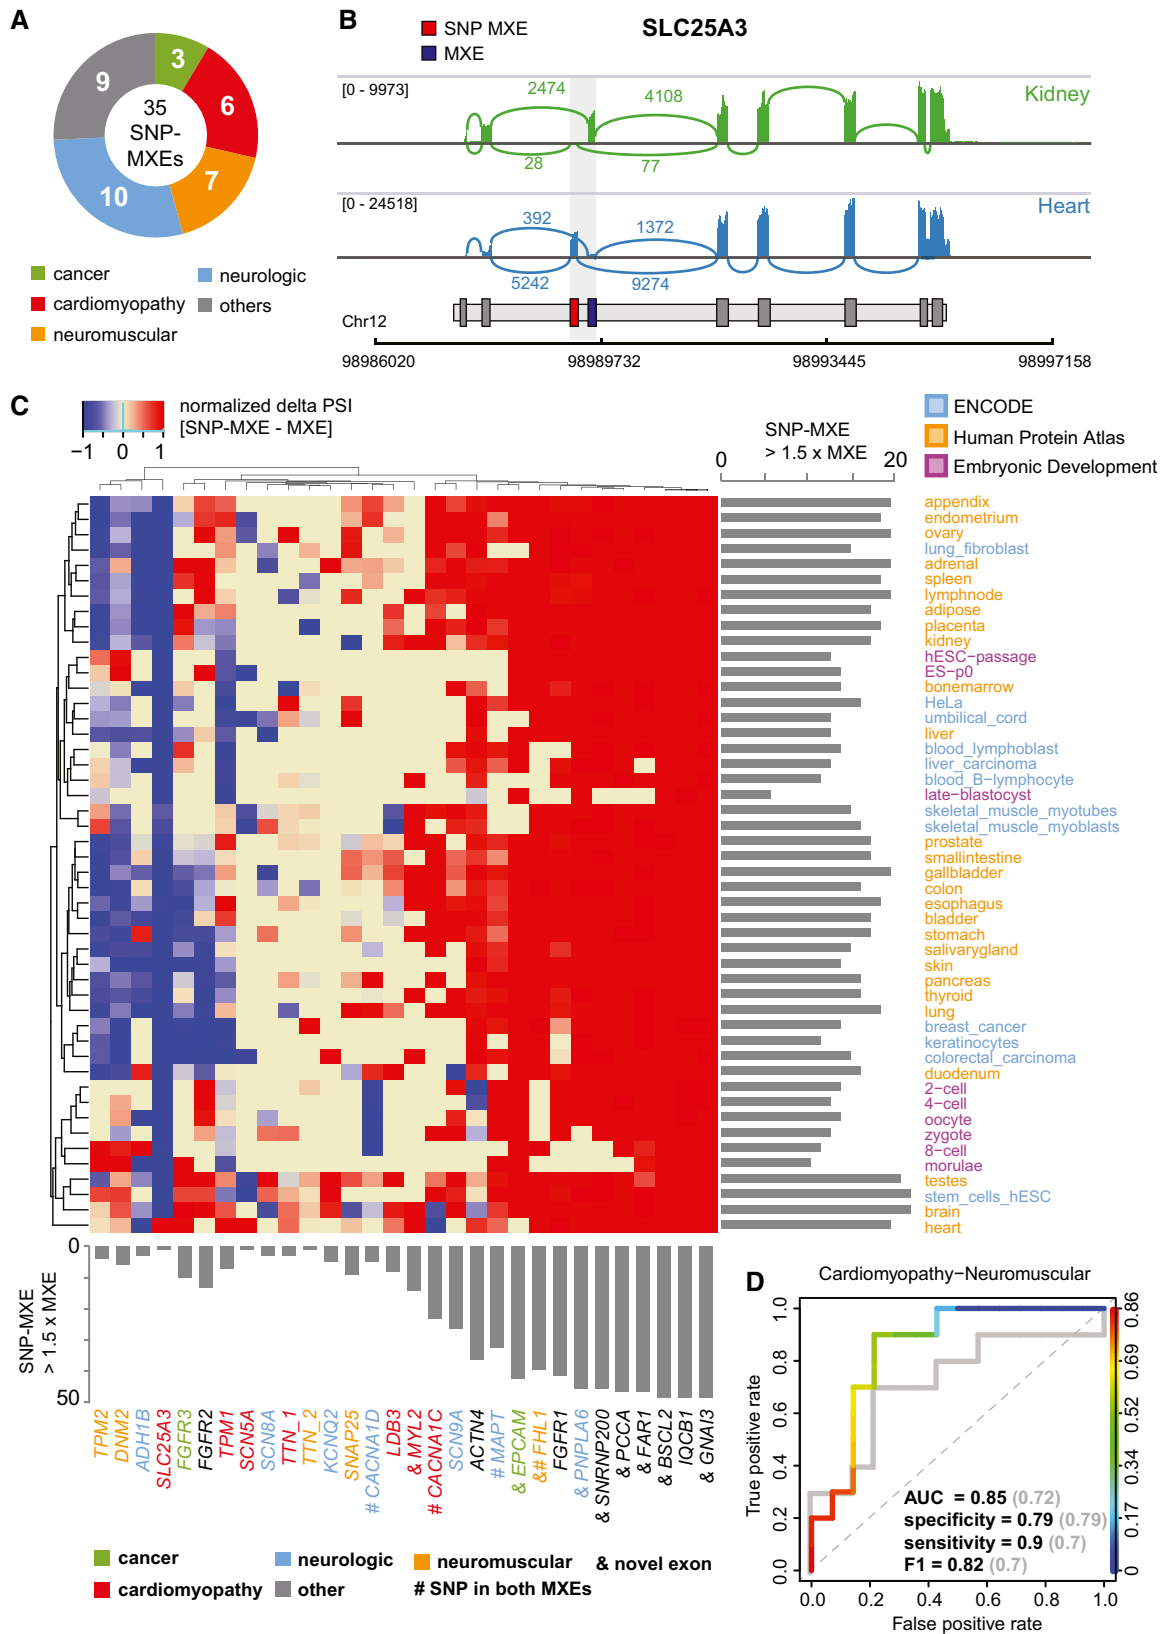 A
3
6
7
10
9
35
SNP-
MXEs
cancer
cardiomyopathy
neuromuscular
neurologic
others
B
SNP MXE
MXE
SLC25A3
[0 - 9973]
Kidney
2474
4108
28
77
[0 - 24518]
Heart
392
1372
5242
9274
Chr12
98986020
98989732
98993445
98997158
C
normalized delta PSI
[SNP-MXE - MXE]
−1
0
1
SNP-MXE
> 1.5 x MXE
0
20
ENCODE
Human Protein Atlas
Embryonic Development
appendix
endometrium
ovary
lung_fibroblast
adrenal
spleen
lymphnode
adipose
placenta
kidney
hESC−passage
ES−p0
bonemarrow
HeLa
umbilical_cord
liver
blood_lymphoblast
liver_carcinoma
blood_B−lymphocyte
late−blastocyst
skeletal_muscle_myotubes
skeletal_muscle_myoblasts
prostate
smallintestine
gallbladder
colon
esophagus
bladder
stomach
salivarygland
skin
pancreas
thyroid
lung
breast_cancer
keratinocytes
colorectal_carcinoma
duodenum
2−cell
4−cell
oocyte
zygote
8−cell
morulae
testes
stem_cells_hESC
brain
heart
0
50
SNP-MXE
> 1.5 x MXE
TPM2
DNM2
ADH1B
SLC25A3
FGFR3
FGFR2
TPM1
SCN5A
SCN8A
TTN_1
TTN_2
KCNQ2
SNAP25
# CACNA1D
LDB3
& MYL2
# CACNA1C
SCN9A
ACTN4
# MAPT
& EPCAM
&# FHL1
FGFR1
& PNPLA6
& SNRNP200
& PCCA
& FAR1
& BSCL2
IQCB1
& GNAI3
cancer
cardiomyopathy
neurologic
other
neuromuscular
# SNP in both MXEs
& novel exon
D
Cardiomyopathy−Neuromuscular
True positive rate
0.0
0.2
0.4
0.6
0.8
1.0
0.0
0.2
0.4
0.6
0.8
1.0
False positive rate
0
0.17
0.34
0.52
0.69
0.86
AUC = 0.85 (0.72)
specificity = 0.79 (0.79)
sensitivity = 0.9 (0.7)
F1 = 0.82 (0.7)